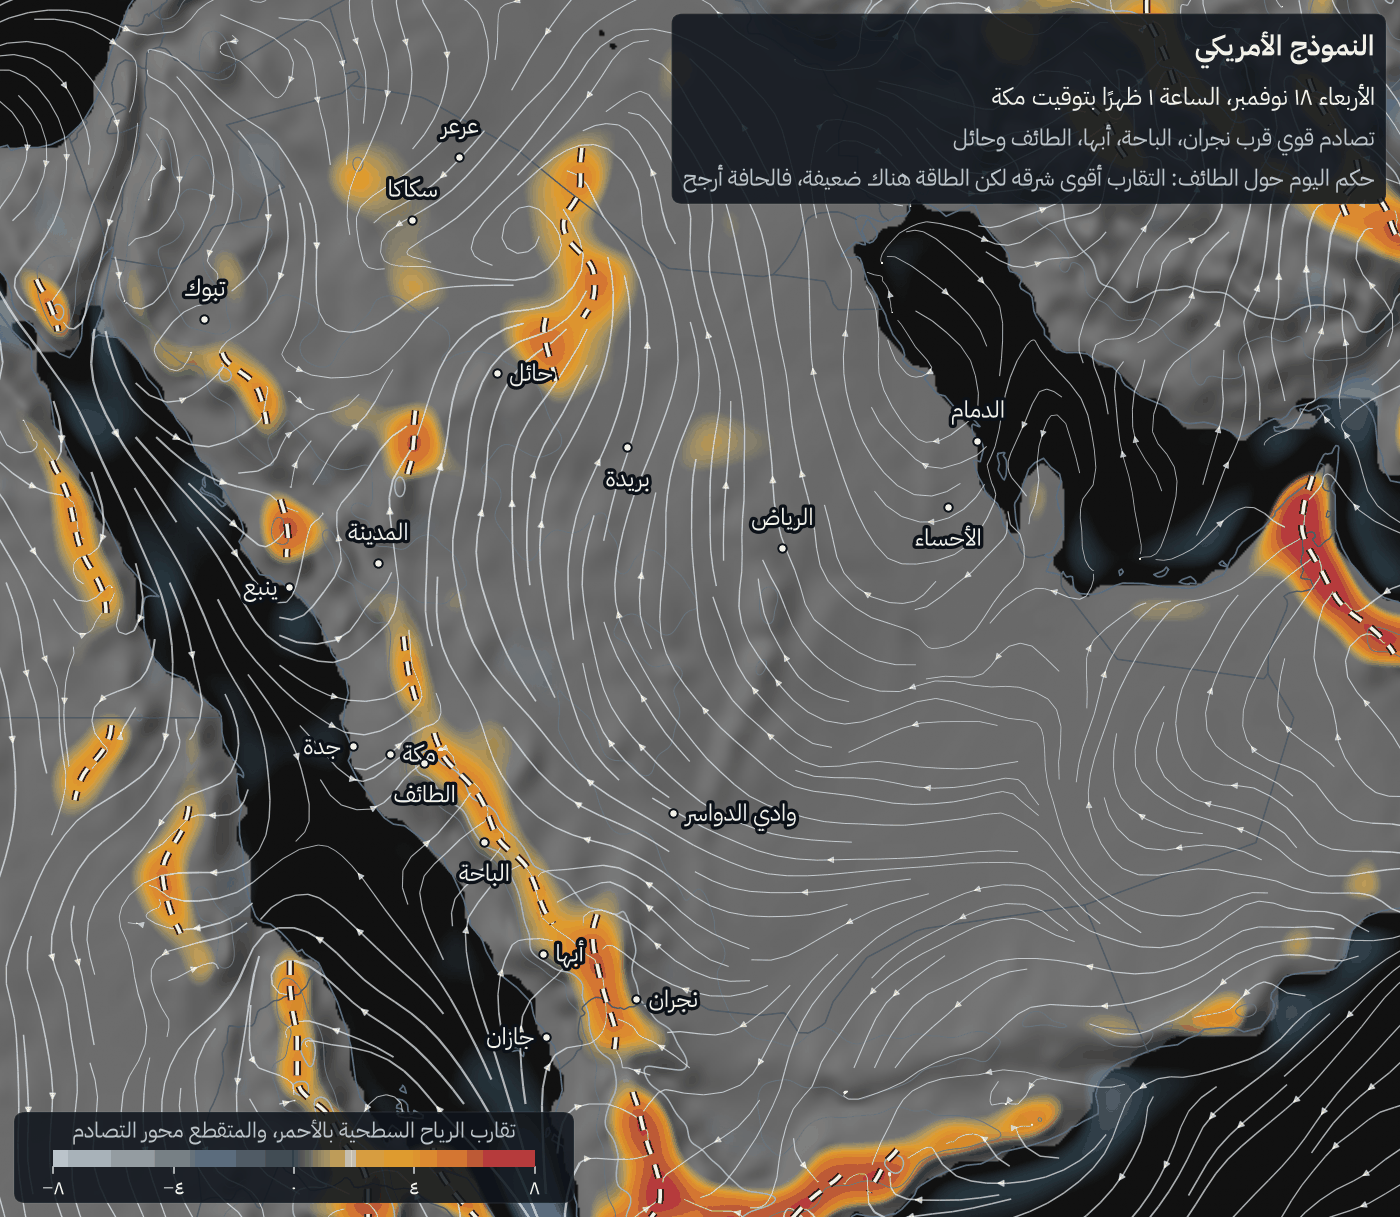 النموذج الأمريكي
الأربعاء ١٨ نوفمبر، الساعة ١ ظهرًا بتوقيت مكة
تصادم قوي قرب نجران، الباحة، أبها، الطائف وحائل
حكم اليوم حول الطائف: التقارب أقوى شرقه لكن الطاقة هناك ضعيفة، فالحافة أرجح
عرعر
سكاكا
تبوك
حائل
الدمام
بريدة
الرياض
الأحساء
المدينة
ينبع
جدة
مكة
الطائف
وادي الدواسر
الباحة
أبها
نجران
جازان
تقارب الرياح السطحية بالأحمر، والمتقطع محور التصادم
−٨ −٤ ٠ ٤ ٨